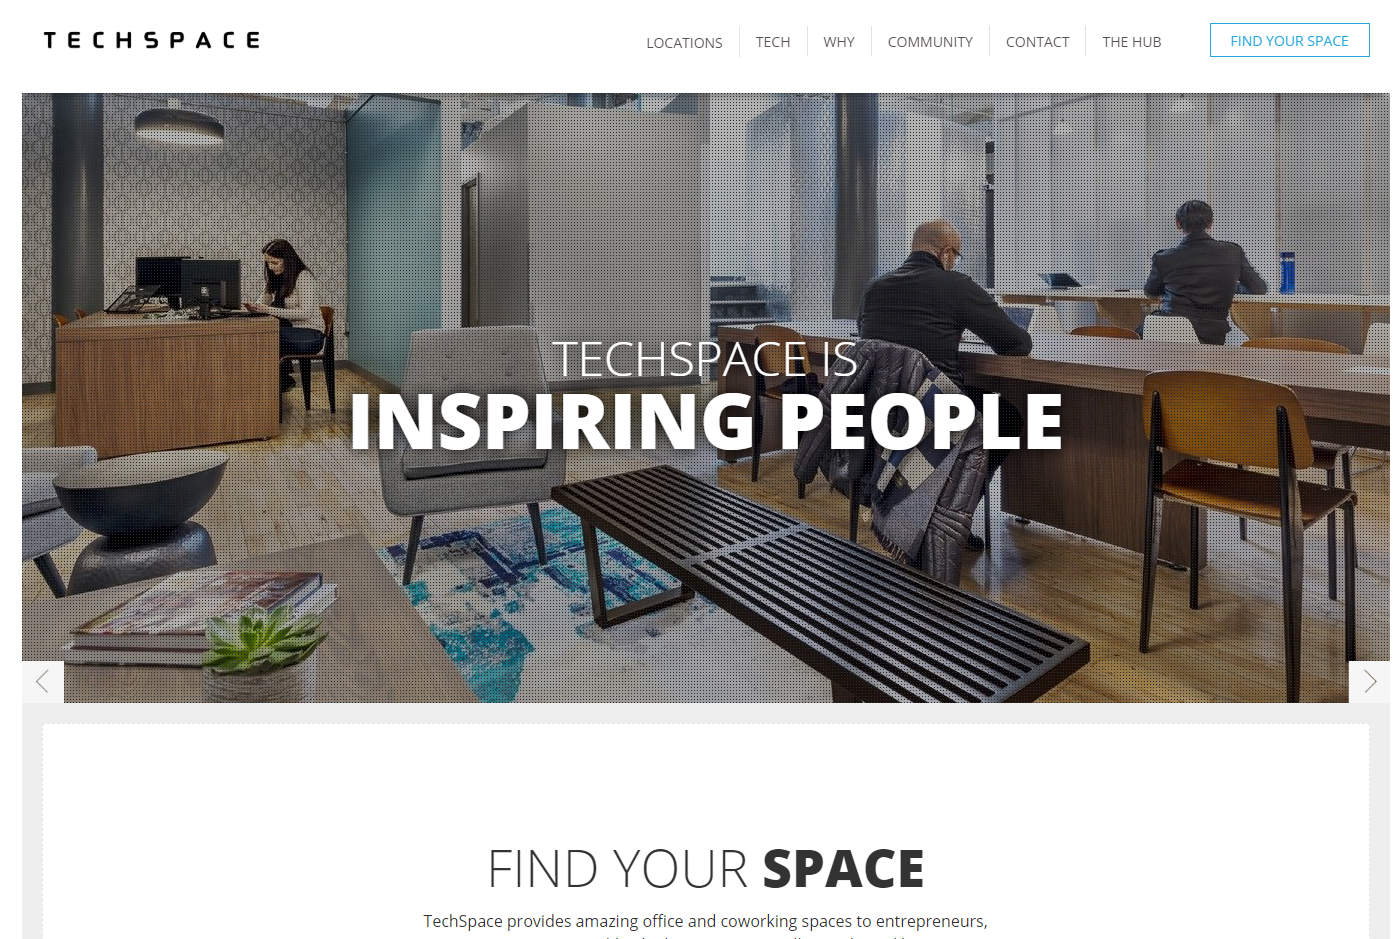 TECHSPACE
LOCATIONS
TECH
WHY
COMMUNITY
CONTACT
THE HUB
FIND YOUR SPACE
TECHSPACE IS
INSPIRING PEOPLE
FIND YOUR SPACE
TechSpace provides amazing office and coworking spaces to entrepreneurs,